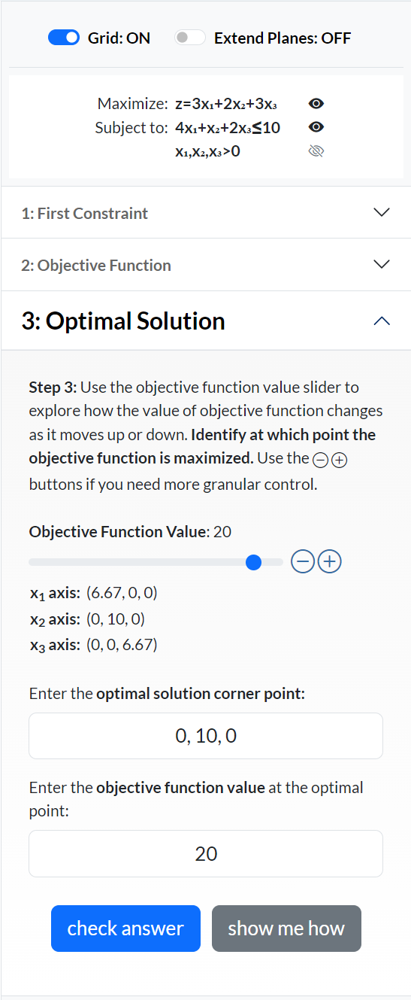 Grid: ON Extend Planes: OFF
Maximize: z=3x₁+2x₂+3x₃
Subject to: 4x₁+x₂+2x₃≤10
x₁,x₂,x₃>0
1: First Constraint
2: Objective Function
3: Optimal Solution
Step 3: Use the objective function value slider to
explore how the value of objective function changes
as it moves up or down. Identify at which point the
objective function is maximized. Use the ⊖⊕
buttons if you need more granular control.
Objective Function Value: 20
x₁ axis: (6.67, 0, 0)
x₂ axis: (0, 10, 0)
x₃ axis: (0, 0, 6.67)
Enter the optimal solution corner point:
0, 10, 0
Enter the objective function value at the optimal
point:
20
check answer show me how